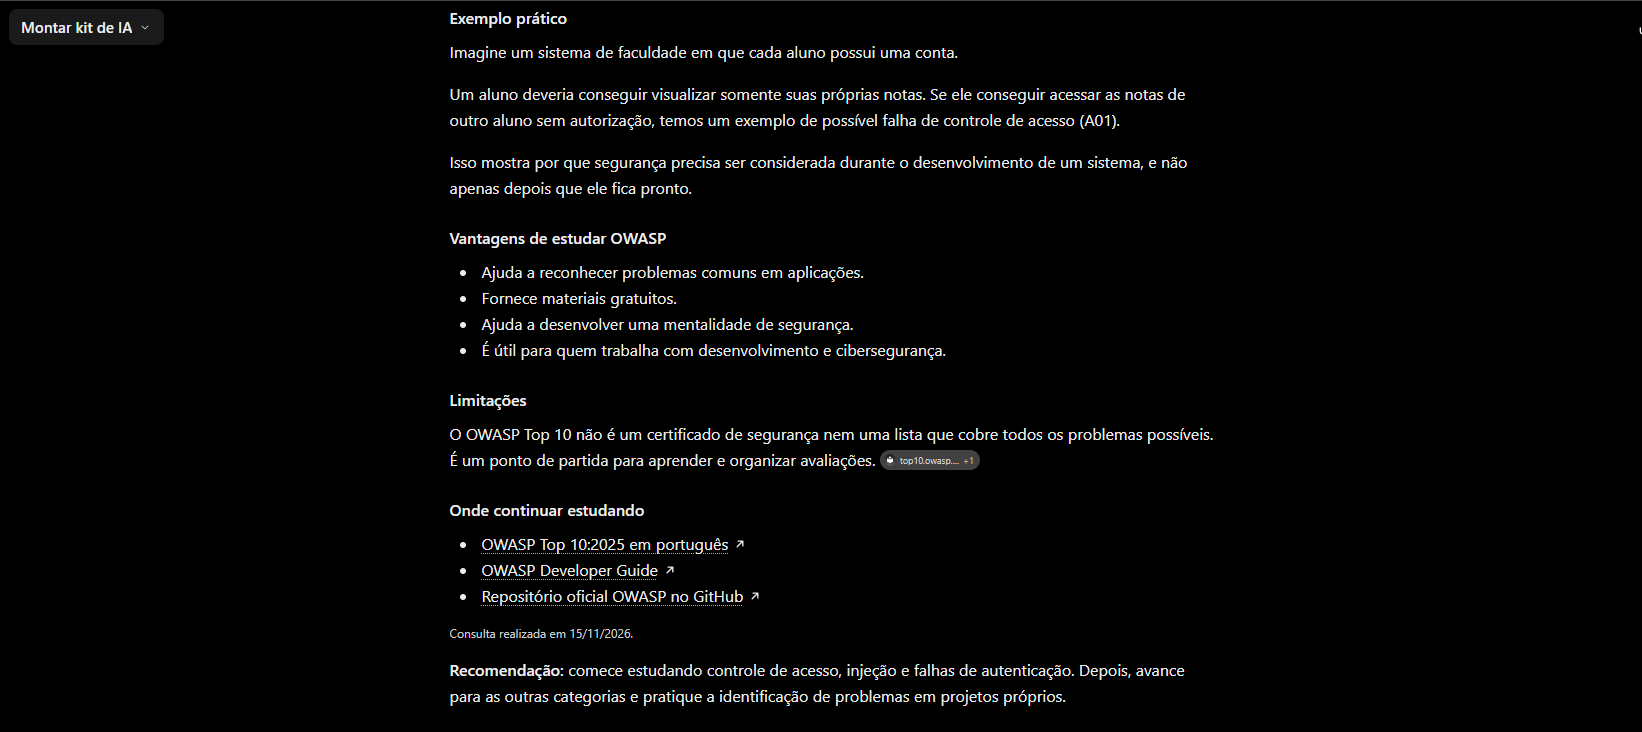 Montar kit de IA
Exemplo prático
Imagine um sistema de faculdade em que cada aluno possui uma conta.
Um aluno deveria conseguir visualizar somente suas próprias notas. Se ele conseguir acessar as notas de
outro aluno sem autorização, temos um exemplo de possível falha de controle de acesso (A01).
Isso mostra por que segurança precisa ser considerada durante o desenvolvimento de um sistema, e não
apenas depois que ele fica pronto.
Vantagens de estudar OWASP
• Ajuda a reconhecer problemas comuns em aplicações.
• Fornece materiais gratuitos.
• Ajuda a desenvolver uma mentalidade de segurança.
• É útil para quem trabalha com desenvolvimento e cibersegurança.
Limitações
O OWASP Top 10 não é um certificado de segurança nem uma lista que cobre todos os problemas possíveis.
É um ponto de partida para aprender e organizar avaliações. top10.owasp.... +1
Onde continuar estudando
• OWASP Top 10:2025 em português ↗
• OWASP Developer Guide ↗
• Repositório oficial OWASP no GitHub ↗
Consulta realizada em 15/11/2026.
Recomendação: comece estudando controle de acesso, injeção e falhas de autenticação. Depois, avance
para as outras categorias e pratique a identificação de problemas em projetos próprios.